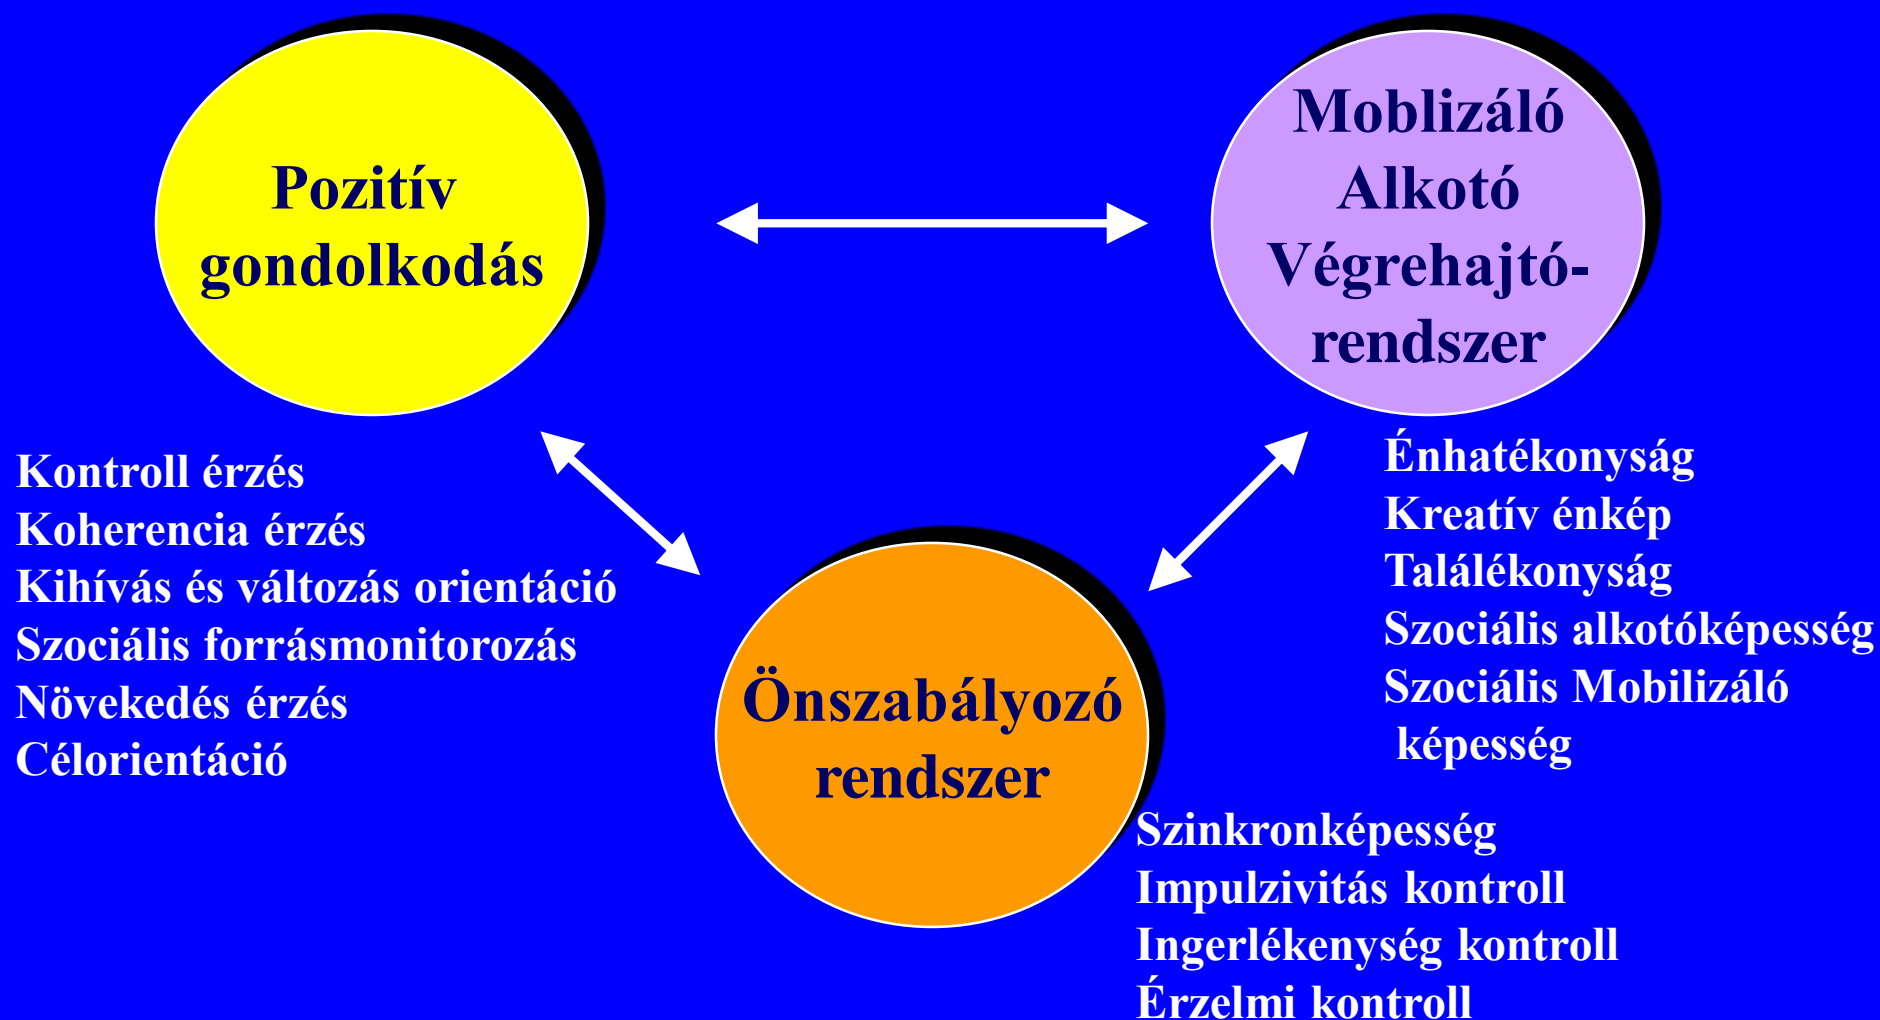 Pozitív
gondolkodás
Moblizáló
Alkotó
Végrehajtó-
rendszer
Kontroll érzés
Koherencia érzés
Kihívás és változás orientáció
Szociális forrásmonitorozás
Növekedés érzés
Célorientáció
Énhatékonyság
Kreatív énkép
Találékonyság
Szociális alkotóképesség
Szociális Mobilizáló
képesség
Önszabályozó
rendszer
Szinkronképesség
Impulzivitás kontroll
Ingerlékenység kontroll
Érzelmi kontroll